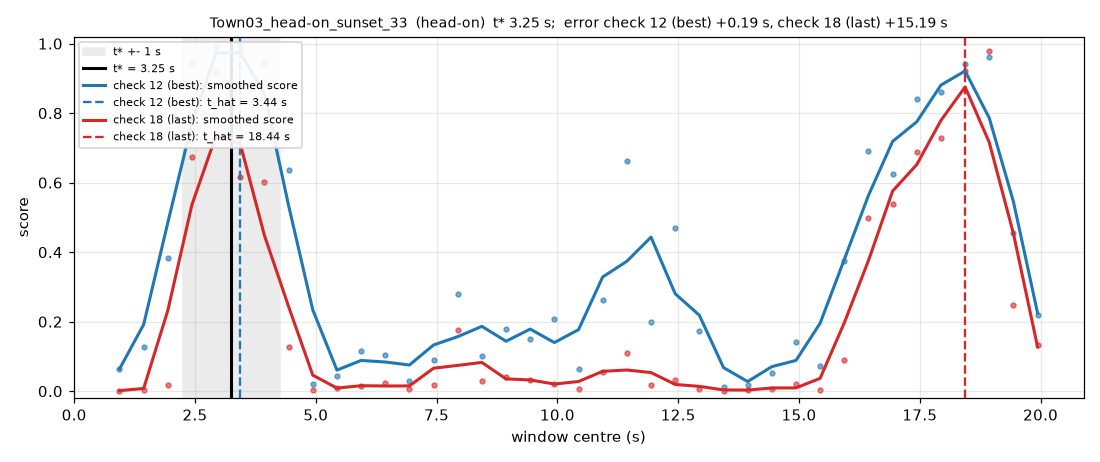 Town03_head-on_sunset_33  (head-on)  t* 3.25 s;  error check 12 (best) +0.19 s, check 18 (last) +15.19 s
t* +- 1 s
t* = 3.25 s
check 12 (best): smoothed score
check 12 (best): t_hat = 3.44 s
check 18 (last): smoothed score
check 18 (last): t_hat = 18.44 s
score
1.0
0.8
0.6
0.4
0.2
0.0
0.0 2.5 5.0 7.5 10.0 12.5 15.0 17.5 20.0
window centre (s)